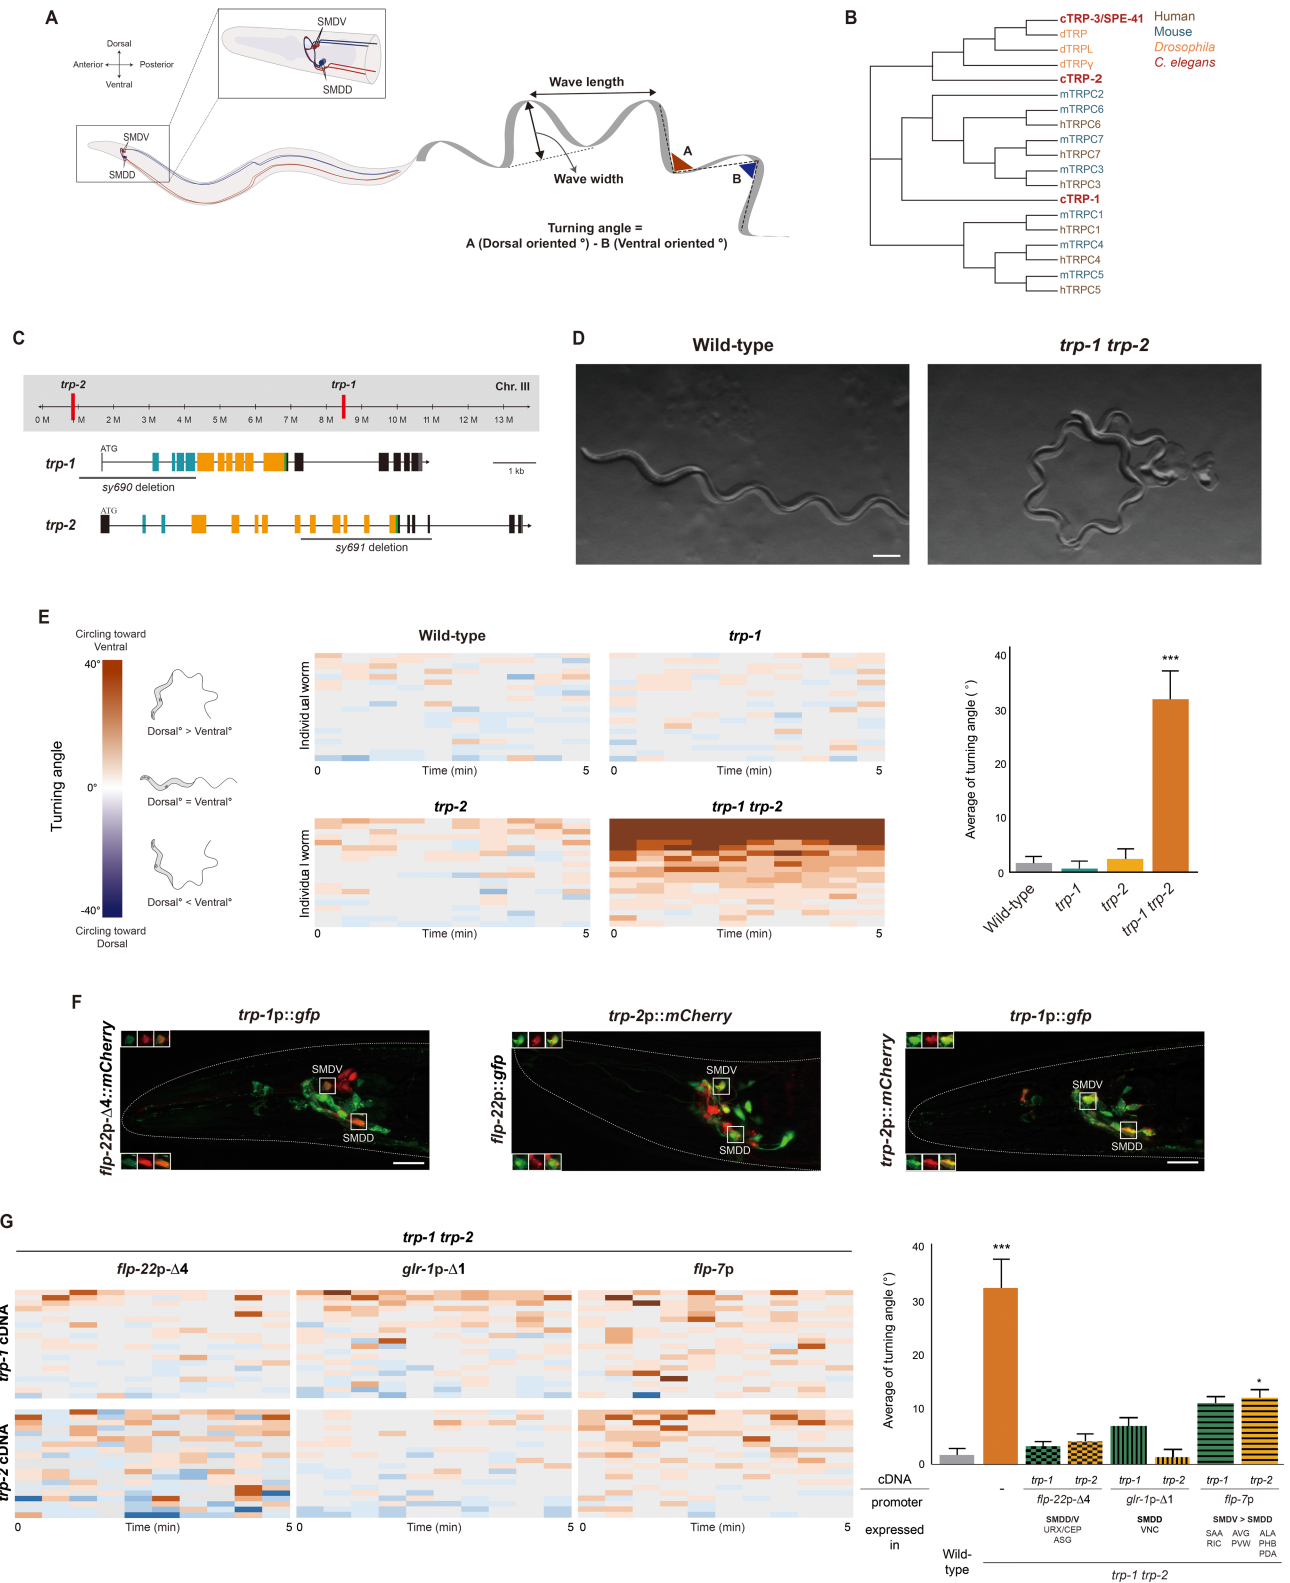 A
Dorsal
Anterior
Posterior
Ventral
SMDV
SMDD
SMDV
SMDD
Wave length
Wave width
A
B
Turning angle =
A (Dorsal oriented °) - B (Ventral oriented °)
B
cTRP-3/SPE-41
dTRP
dTRPL
dTRPγ
cTRP-2
mTRPC2
mTRPC6
hTRPC6
mTRPC7
hTRPC7
mTRPC3
hTRPC3
cTRP-1
mTRPC1
hTRPC1
mTRPC4
hTRPC4
mTRPC5
hTRPC5
Human
Mouse
Drosophila
C. elegans
C
trp-2
trp-1
Chr. III
0 M
M
2 M
3 M
4 M
5 M
6 M
7 M
8 M
9 M
10 M
11M
12 M
13 M
trp-1
ATG
1 kb
sy690 deletion
trp-2
ATG
sy691 deletion
D
Wild-type
trp-1 trp-2
E
Circling toward
Ventral
40°
0°
-40°
Turning angle
Circling toward
Dorsal
Dorsal° > Ventral°
Dorsal° = Ventral°
Dorsal° < Ventral°
Wild-type
trp-1
Individual worm
0
Time (min)
5
0
Time (min)
5
trp-2
trp-1 trp-2
Individual worm
0
Time (min)
5
0
Time (min)
5
Average of turning angle ( °)
40
30
20
10
0
***
Wild-type
trp-1
trp-2
trp-1 trp-2
F
trp-1p::gfp
flp-22p-Δ4::mCherry
SMDV
SMDD
trp-2p::mCherry
flp-22p::gfp
SMDV
SMDD
trp-1p::gfp
trp-2p::mCherry
SMDV
SMDD
G
trp-1 trp-2
flp-22p-Δ4
glr-1p-Δ1
flp-7p
trp-1 cDNA
trp-2 cDNA
0
Time (min)
5
0
Time (min)
5
0
Time (min)
5
Average of turning angle (°)
40
30
20
10
0
***
*
cDNA
trp-1
trp-2
trp-1
trp-2
trp-1
trp-2
promoter
-
flp-22p-Δ4
glr-1p-Δ1
flp-7p
expressed
in
SMDD/V
URX/CEP
ASG
SMDD
VNC
SMDV > SMDD
SAA
RIC
AVG
PVW
ALA
PHB
PDA
Wild-
type
trp-1 trp-2